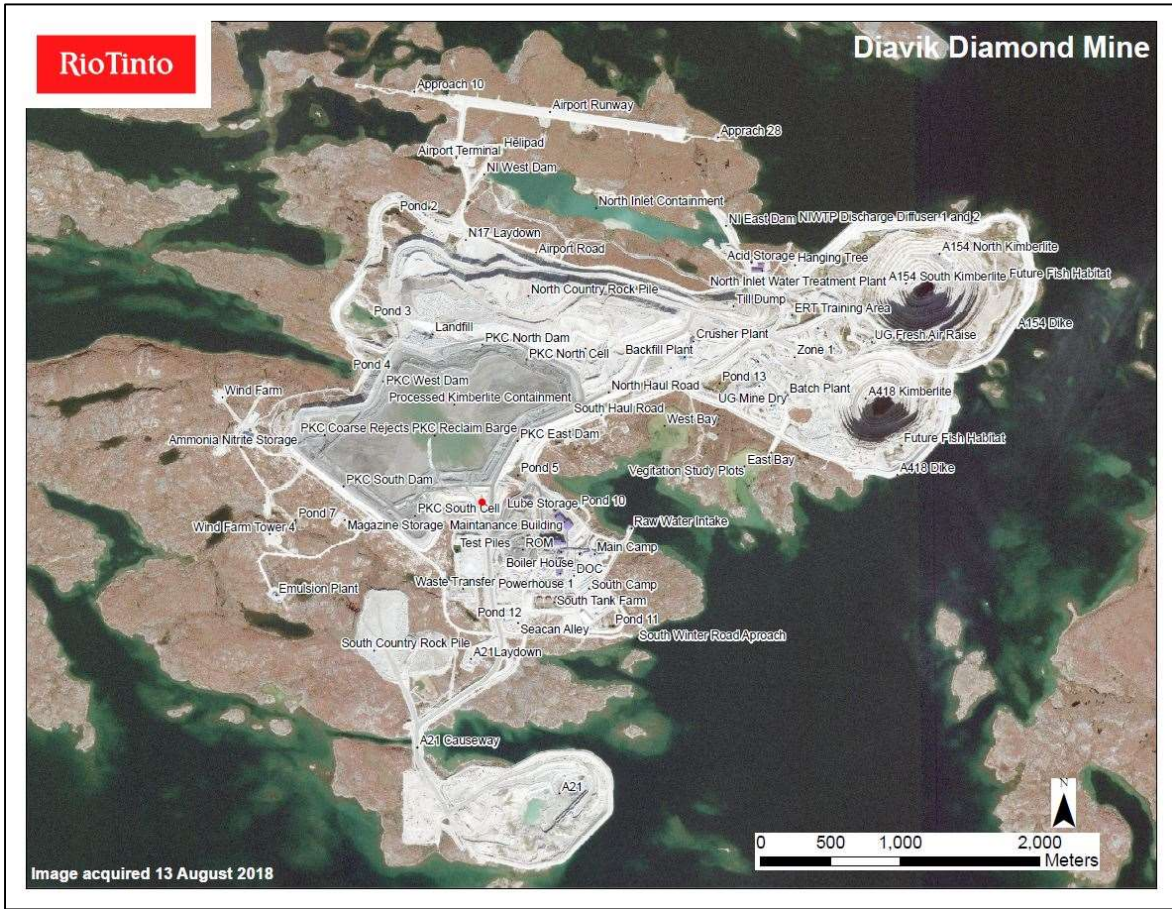 RioTinto
Diavik Diamond Mine
Approach 10
Airport Runway
Apprach 28
Helipad
Airport Terminal
NI West Dam
North Inlet Containment
Pond 2
NI East Dam
NIWTP Discharge Diffuser 1 and 2
N17 Laydown
Airport Road
Acid Storage
Hanging Tree
A154 North Kimberlite
North Inlet Water Treatment Plant
A154 South Kimberlite
Future Fish Habitat
North Country Rock Pile
Till Dump
ERT Training Area
Pond 3
A154 Dike
Landfill
PKC North Dam
Crusher Plant
UG Fresh Air Raise
PKC North Cell
Backfill Plant
Zone 1
Pond 4
PKC West Dam
Pond 13
Wind Farm
North Haul Road
Batch Plant
A418 Kimberlite
Processed Kimberlite Containment
UG Mine Dry
South Haul Road
West Bay
Ammonia Nitrite Storage
PKC Coarse Rejects
PKC Reclaim Barge
PKC East Dam
Future Fish Habitat
East Bay
Pond 5
Vegitation Study Plots
A418 Dike
PKC South Dam
PKC South Cell
Lube Storage
Pond 10
Wind Farm Tower 4
Pond 7
Magazine Storage
Maintanance Building
Raw Water Intake
Test Piles
ROM
Main Camp
Boiler House
DOC
Emulsion Plant
Waste Transfer
Powerhouse 1
South Camp
South Tank Farm
Pond 12
Pond 11
Seacan Alley
South Winter Road Aproach
South Country Rock Pile
A21Laydown
A21 Causeway
A21
N
0 500 1,000 2,000
Meters
Image acquired 13 August 2018